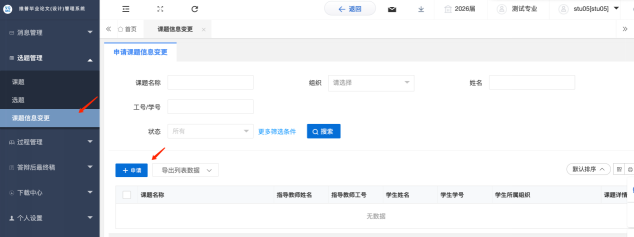 维普毕业论文(设计)管理系统
返回
2026届
测试专业
stu05[stu05]
消息管理
首页
课题信息变更
选题管理
申请课题信息变更
课题
课题名称
组织
请选择
姓名
选题
工号/学号
课题信息变更
状态
所有
更多筛选条件
搜索
过程管理
答辩后最终稿
+ 申请
导出列表数据
默认排序
下载中心
课题名称 指导教师姓名 指导教师工号 学生姓名 学生学号 学生所属组织 课题详情
个人设置
无数据